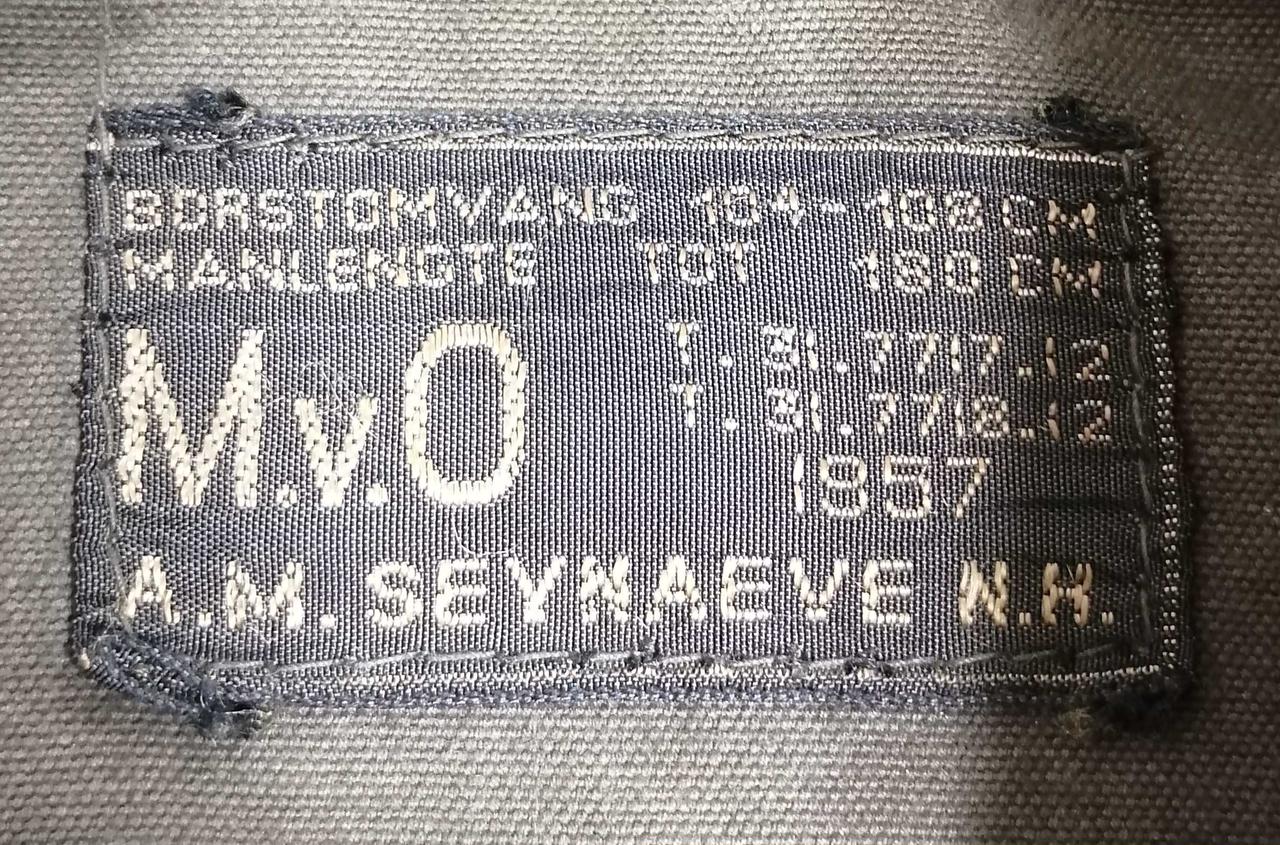 BORSTOMVANG 104-108 CM
MANLENGTE TOT 180 CM
M.v.O T. 31.7717.12
T. 31.7718.12
1957
A.M. SEYNAEVE N.H.